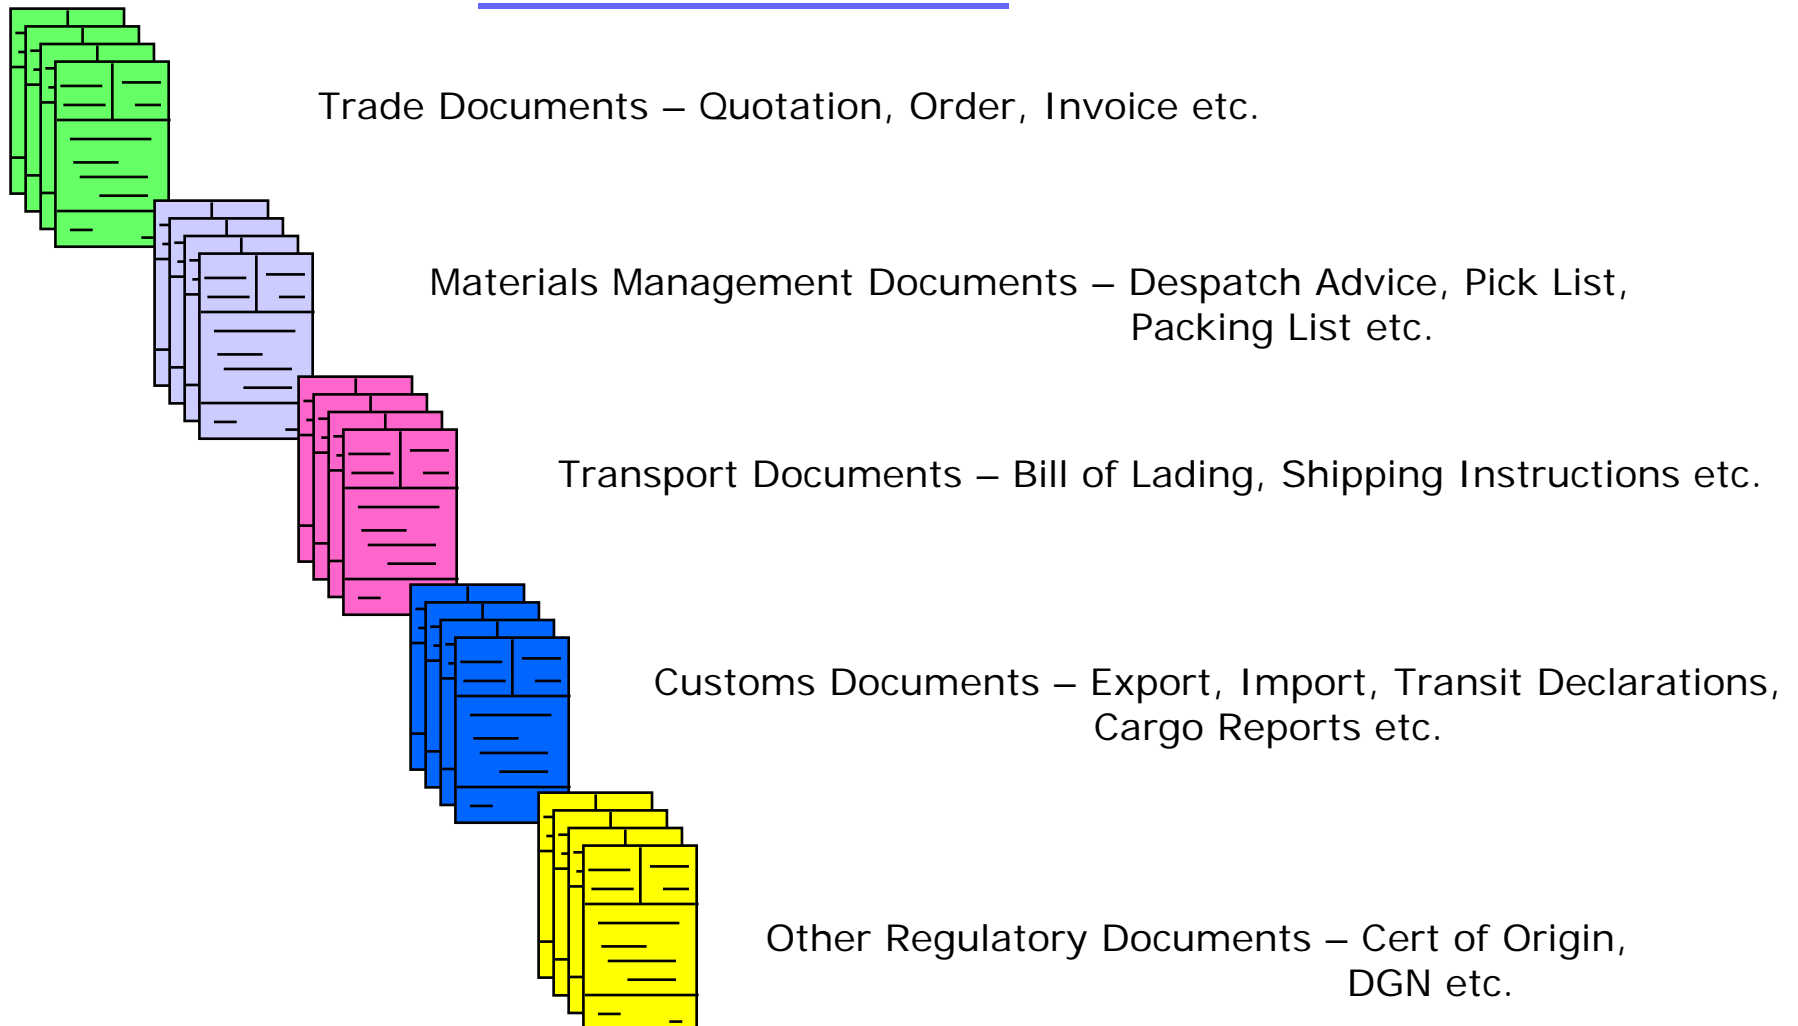 Trade Documents – Quotation, Order, Invoice etc.
Materials Management Documents – Despatch Advice, Pick List,
Packing List etc.
Transport Documents – Bill of Lading, Shipping Instructions etc.
Customs Documents – Export, Import, Transit Declarations,
Cargo Reports etc.
Other Regulatory Documents – Cert of Origin,
DGN etc.